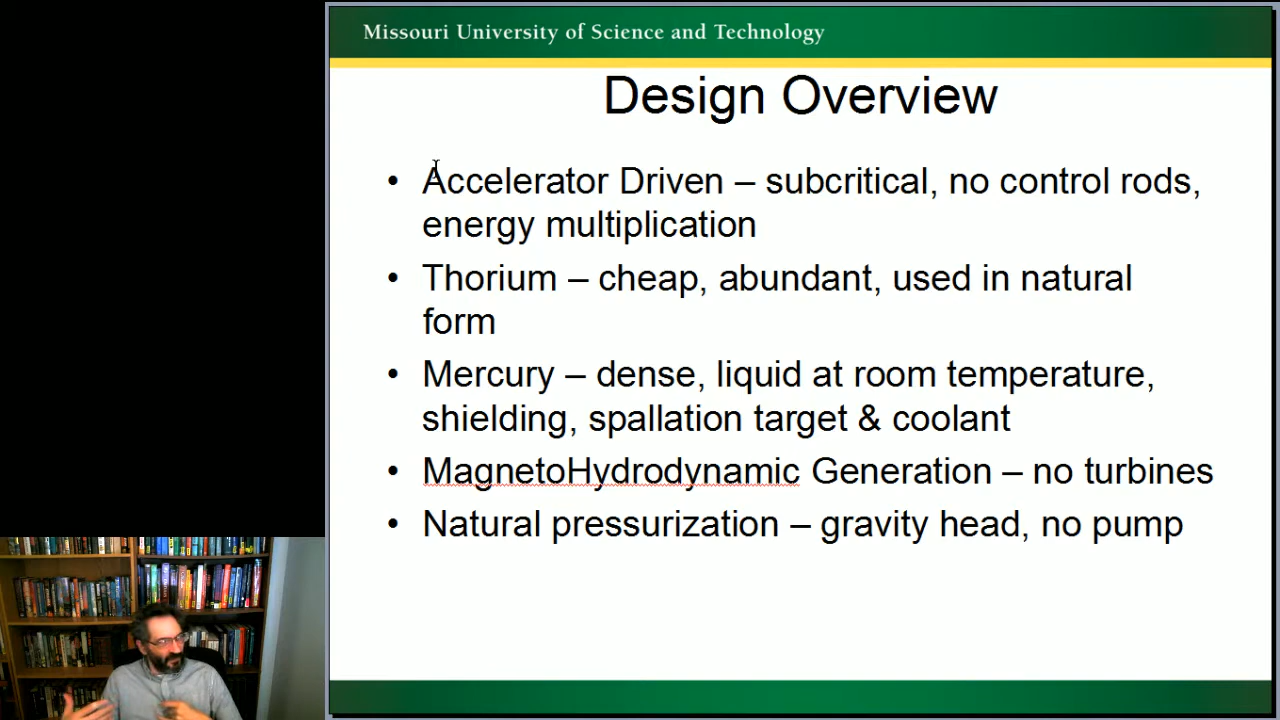 Missouri University of Science and Technology
Design Overview
• Accelerator Driven – subcritical, no control rods,
energy multiplication
• Thorium – cheap, abundant, used in natural
form
• Mercury – dense, liquid at room temperature,
shielding, spallation target & coolant
• MagnetoHydrodynamic Generation – no turbines
• Natural pressurization – gravity head, no pump